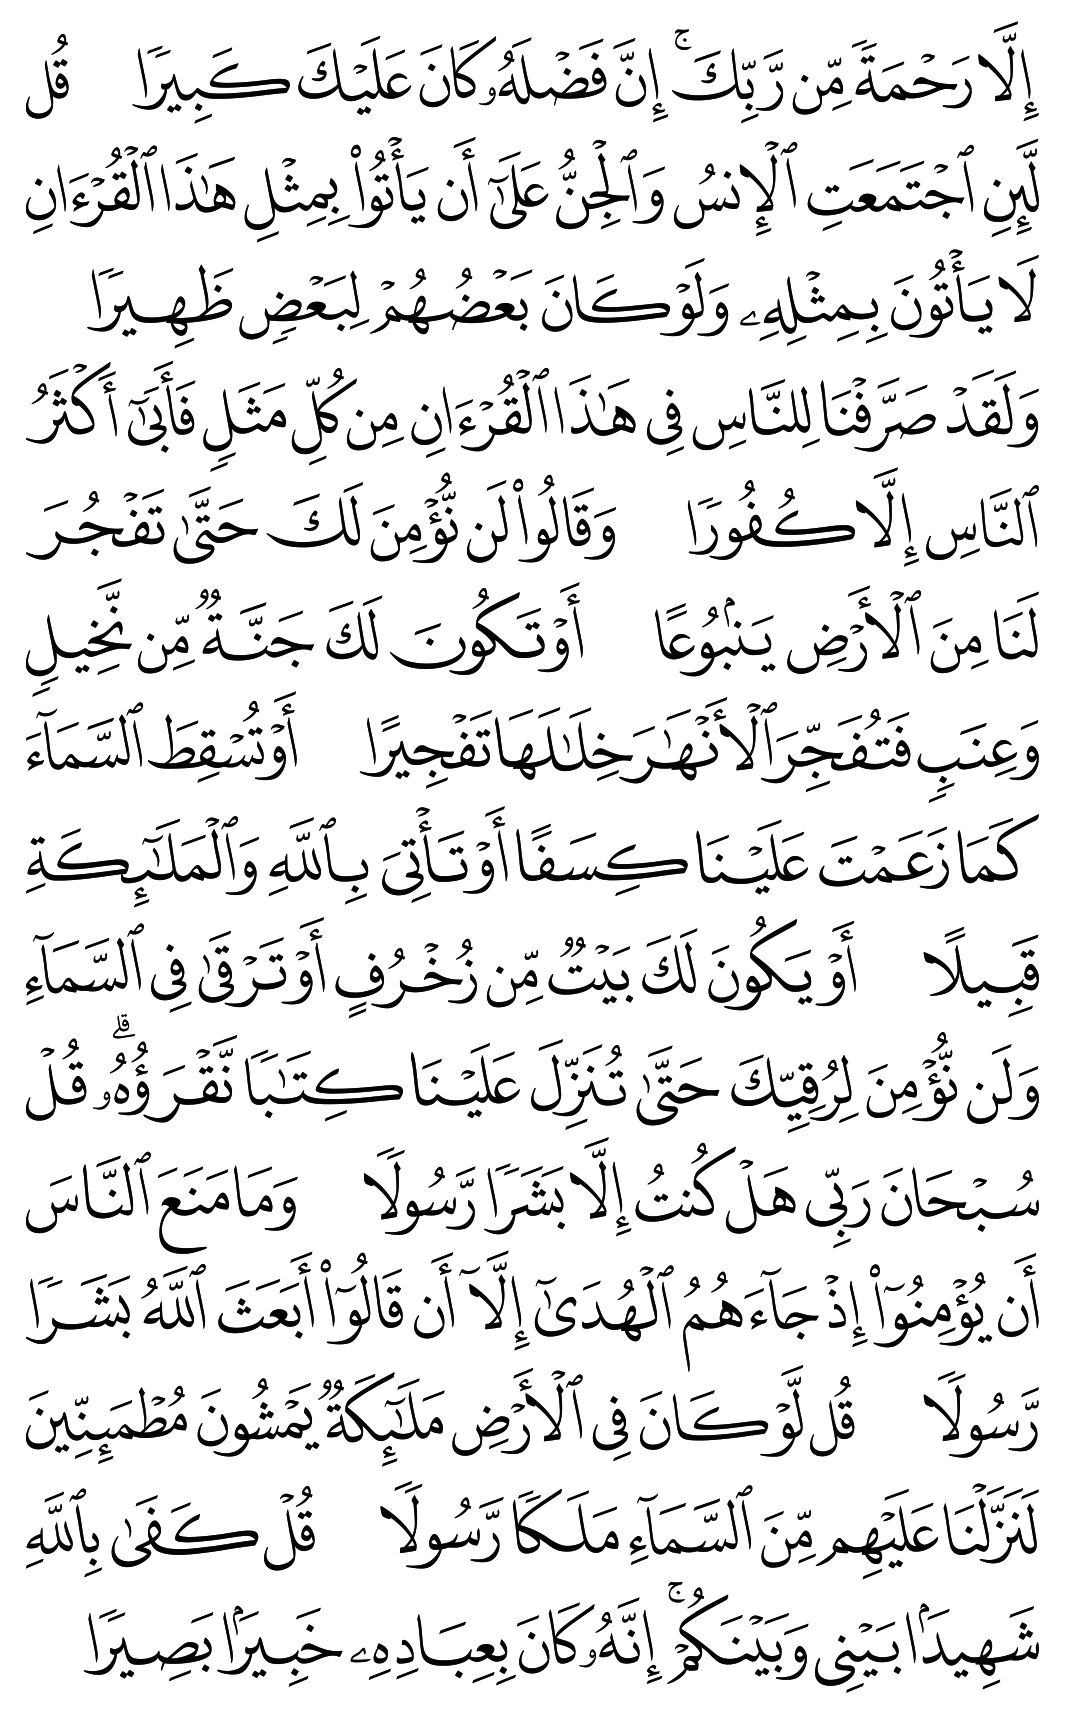 إِلَّا رَحْمَةً مِّن رَّبِّكَ ۚ إِنَّ فَضْلَهُۥ كَانَ عَلَيْكَ كَبِيرًا قُل
لَّئِنِ ٱجْتَمَعَتِ ٱلْإِنسُ وَٱلْجِنُّ عَلَىٰٓ أَن يَأْتُوا۟ بِمِثْلِ هَٰذَا ٱلْقُرْءَانِ
لَا يَأْتُونَ بِمِثْلِهِۦ وَلَوْ كَانَ بَعْضُهُمْ لِبَعْضٍ ظَهِيرًا
وَلَقَدْ صَرَّفْنَا لِلنَّاسِ فِى هَٰذَا ٱلْقُرْءَانِ مِن كُلِّ مَثَلٍ فَأَبَىٰٓ أَكْثَرُ
ٱلنَّاسِ إِلَّا كُفُورًا وَقَالُوا۟ لَن نُّؤْمِنَ لَكَ حَتَّىٰ تَفْجُرَ
لَنَا مِنَ ٱلْأَرْضِ يَنۢبُوعًا أَوْ تَكُونَ لَكَ جَنَّةٌ مِّن نَّخِيلٍ
وَعِنَبٍ فَتُفَجِّرَ ٱلْأَنْهَٰرَ خِلَٰلَهَا تَفْجِيرًا أَوْ تُسْقِطَ ٱلسَّمَآءَ
كَمَا زَعَمْتَ عَلَيْنَا كِسَفًا أَوْ تَأْتِىَ بِٱللَّهِ وَٱلْمَلَٰٓئِكَةِ
قَبِيلًا أَوْ يَكُونَ لَكَ بَيْتٌ مِّن زُخْرُفٍ أَوْ تَرْقَىٰ فِى ٱلسَّمَآءِ
وَلَن نُّؤْمِنَ لِرُقِيِّكَ حَتَّىٰ تُنَزِّلَ عَلَيْنَا كِتَٰبًا نَّقْرَؤُهُۥ ۗ قُلْ
سُبْحَانَ رَبِّى هَلْ كُنتُ إِلَّا بَشَرًا رَّسُولًا وَمَا مَنَعَ ٱلنَّاسَ
أَن يُؤْمِنُوٓا۟ إِذْ جَآءَهُمُ ٱلْهُدَىٰٓ إِلَّآ أَن قَالُوٓا۟ أَبَعَثَ ٱللَّهُ بَشَرًا
رَّسُولًا قُل لَّوْ كَانَ فِى ٱلْأَرْضِ مَلَٰٓئِكَةٌ يَمْشُونَ مُطْمَئِنِّينَ
لَنَزَّلْنَا عَلَيْهِم مِّنَ ٱلسَّمَآءِ مَلَكًا رَّسُولًا قُلْ كَفَىٰ بِٱللَّهِ
شَهِيدًۢا بَيْنِى وَبَيْنَكُمْ ۚ إِنَّهُۥ كَانَ بِعِبَادِهِۦ خَبِيرًۢا بَصِيرًا